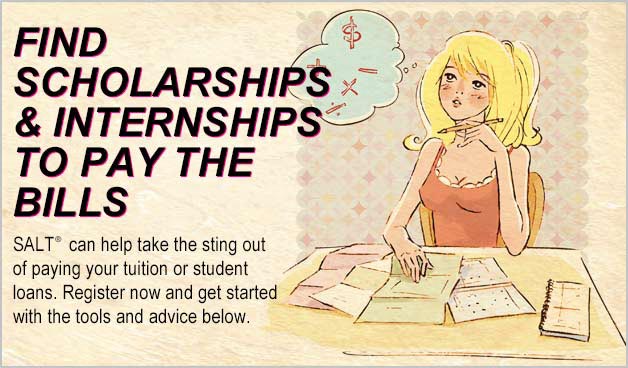 FIND
SCHOLARSHIPS
& INTERNSHIPS
TO PAY THE
BILLS
SALT® can help take the sting out
of paying your tuition or student
loans. Register now and get started
with the tools and advice below.
$